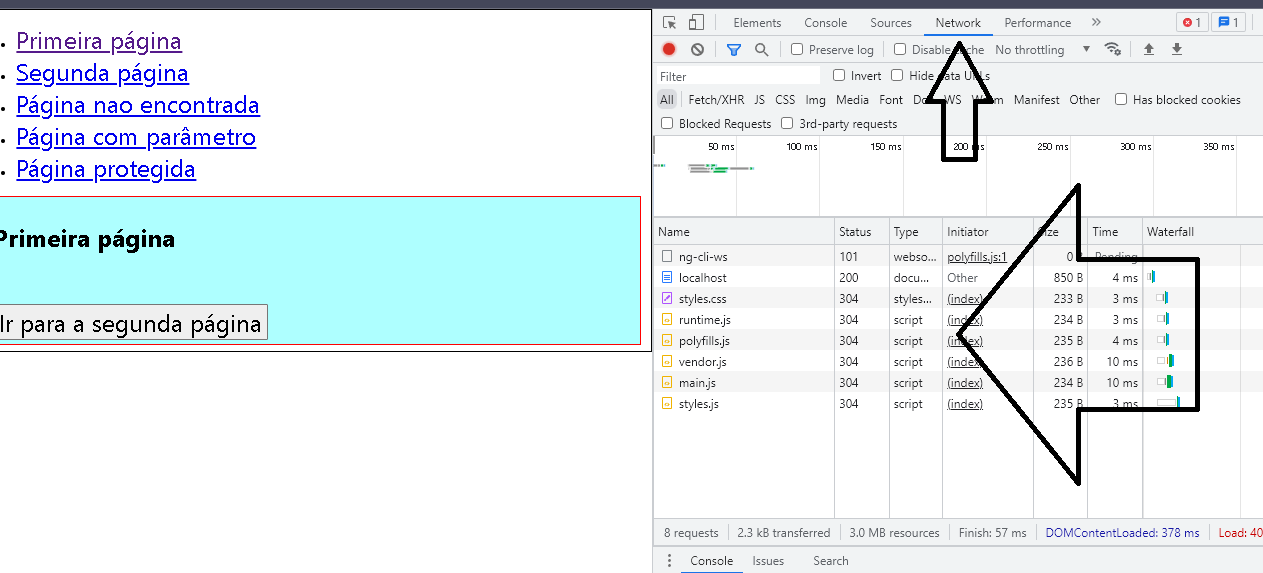 Primeira página
Segunda página
Página nao encontrada
Página com parâmetro
Página protegida
Primeira página
Ir para a segunda página
Elements Console Sources Network Performance » 1 1
Preserve log Disable cache No throttling
Filter Invert Hide data URLs
All Fetch/XHR JS CSS Img Media Font Doc WS Wasm Manifest Other Has blocked cookies
Blocked Requests 3rd-party requests
50 ms 100 ms 150 ms 200 ms 250 ms 300 ms 350 ms
Name Status Type Initiator Size Time Waterfall
ng-cli-ws 101 webso... polyfills.js:1 0 B Pending
localhost 200 docu... Other 850 B 4 ms
styles.css 304 styles... (index) 233 B 3 ms
runtime.js 304 script (index) 234 B 3 ms
polyfills.js 304 script (index) 235 B 4 ms
vendor.js 304 script (index) 236 B 10 ms
main.js 304 script (index) 234 B 10 ms
styles.js 304 script (index) 235 B 3 ms
8 requests 2.3 kB transferred 3.0 MB resources Finish: 57 ms DOMContentLoaded: 378 ms Load: 40
Console Issues Search